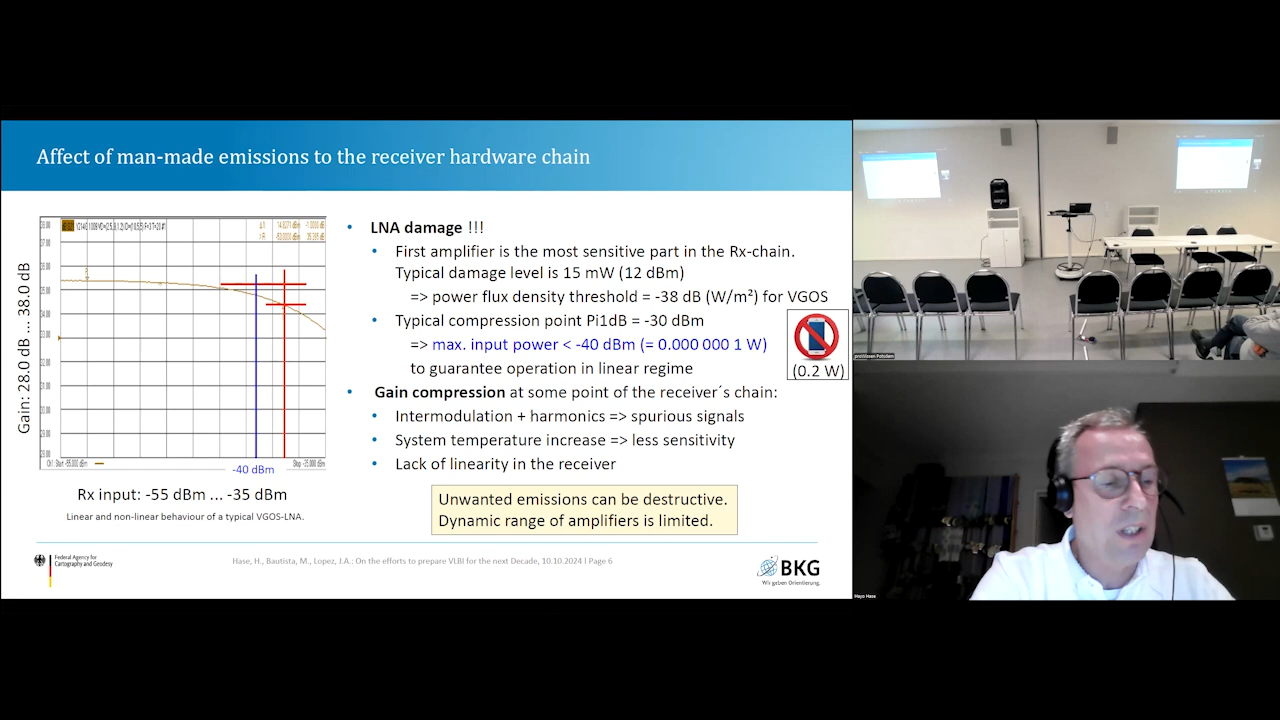 Affect of man-made emissions to the receiver hardware chain
Gain: 28.0 dB ... 38.0 dB
-40 dBm
Rx input: -55 dBm ... -35 dBm
Linear and non-linear behaviour of a typical VGOS-LNA.
• LNA damage !!!
• First amplifier is the most sensitive part in the Rx-chain.
Typical damage level is 15 mW (12 dBm)
=> power flux density threshold = -38 dB (W/m²) for VGOS
• Typical compression point Pi1dB = -30 dBm
=> max. input power < -40 dBm (= 0.000 000 1 W)
to guarantee operation in linear regime
(0.2 W)
• Gain compression at some point of the receiver´s chain:
• Intermodulation + harmonics => spurious signals
• System temperature increase => less sensitivity
• Lack of linearity in the receiver
Unwanted emissions can be destructive.
Dynamic range of amplifiers is limited.
Federal Agency for
Cartography and Geodesy
Hase, H., Bautista, M., Lopez, J.A.: On the efforts to prepare VLBI for the next Decade, 10.10.2024 | Page 6
BKG
Wir geben Orientierung.
proWissen Potsdam
Hayo Hase